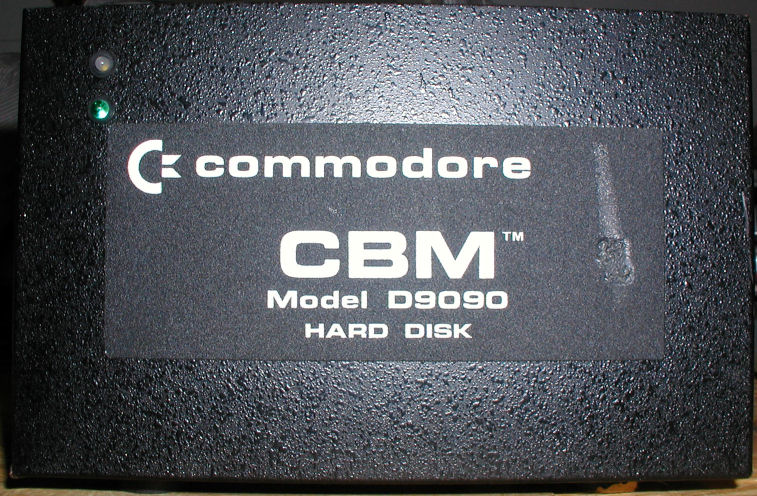 commodore
CBM™
Model D9090
HARD DISK